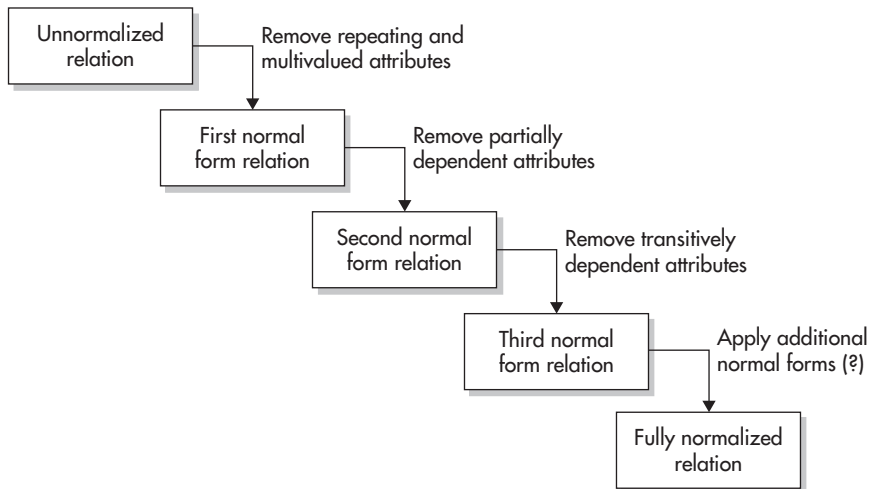 Unnormalized
relation
Remove repeating and
multivalued attributes
First normal
form relation
Remove partially
dependent attributes
Second normal
form relation
Remove transitively
dependent attributes
Third normal
form relation
Apply additional
normal forms (?)
Fully normalized
relation